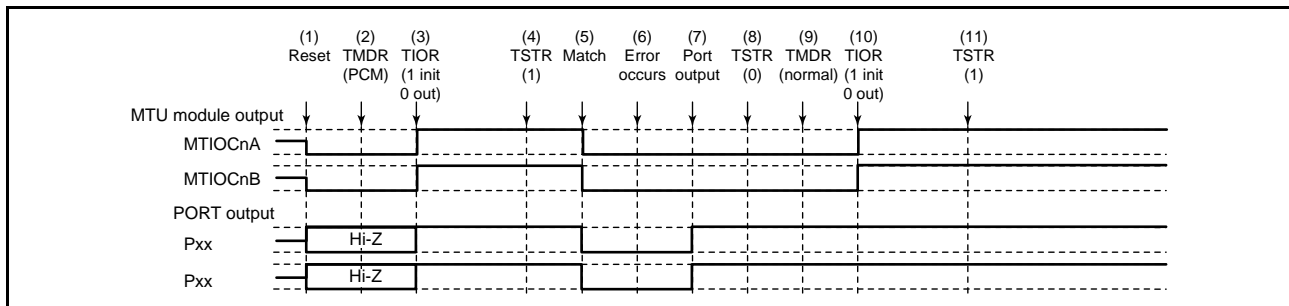 (1) (2) (3) (4) (5) (6) (7) (8) (9) (10) (11)
Reset TMDR TIOR TSTR Match Error Port TSTR TMDR TIOR TSTR
(PCM) (1 init (1) occurs output (0) (normal) (1 init (1)
0 out) 0 out)
MTU module output
MTIOCnA
MTIOCnB
PORT output
Pxx Hi-Z
Pxx Hi-Z